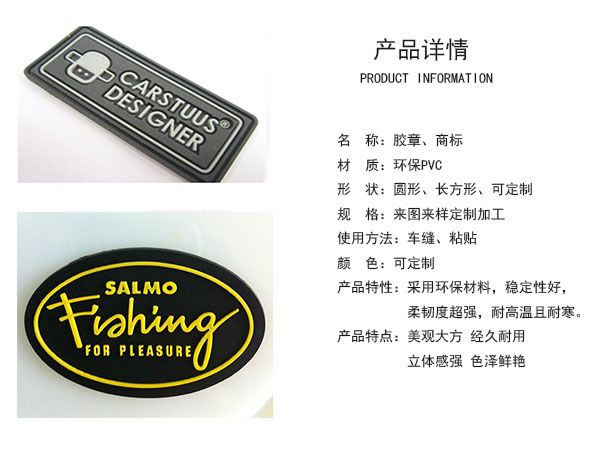 CARSTUUS®
DESIGNER
SALMO
Fishing
FOR PLEASURE
产品详情
PRODUCT INFORMATION
名 称：胶章、商标
材 质：环保PVC
形 状：圆形、长方形、可定制
规 格：来图来样定制加工
使用方法：车缝、粘贴
颜 色：可定制
产品特性：采用环保材料，稳定性好，
柔韧度超强，耐高温且耐寒。
产品特点：美观大方 经久耐用
立体感强 色泽鲜艳